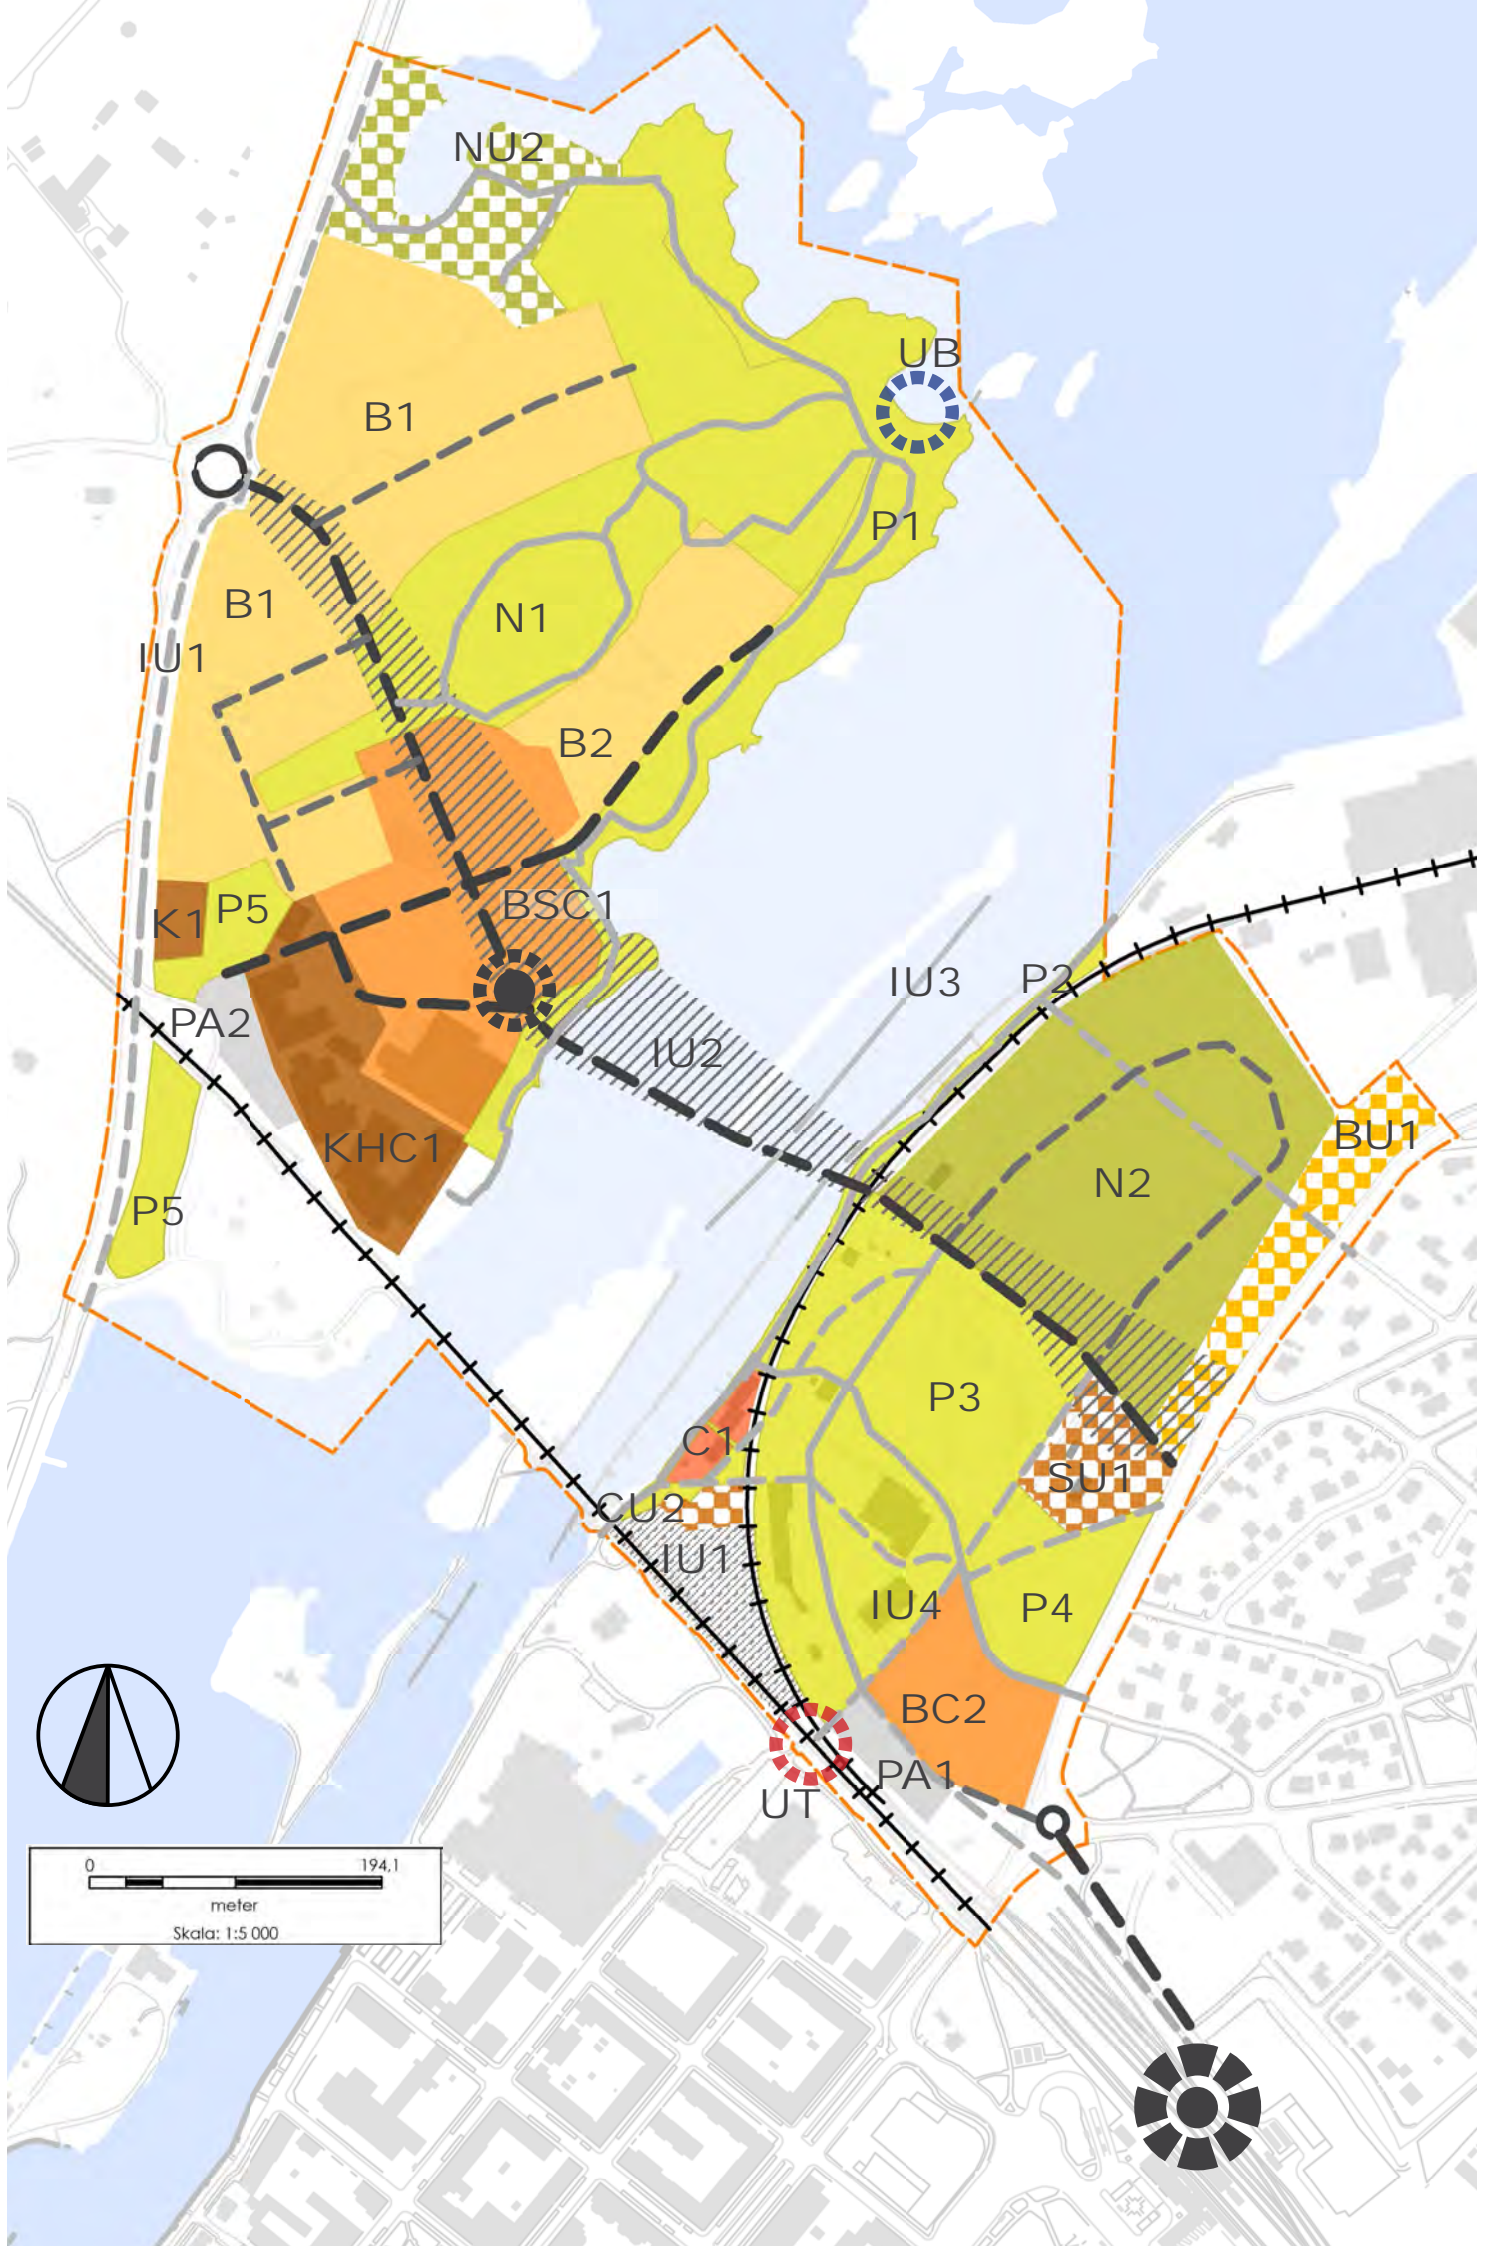 NU2
UB
B1
P1
B1
N1
IU1
B2
BSC1
K1
P5
IU3
P2
PA2
IU2
BU1
KHC1
N2
P5
P3
C1
SU1
CU2
IU1
IU4
P4
BC2
PA1
UT
0 194,1
meter
Skala: 1:5 000